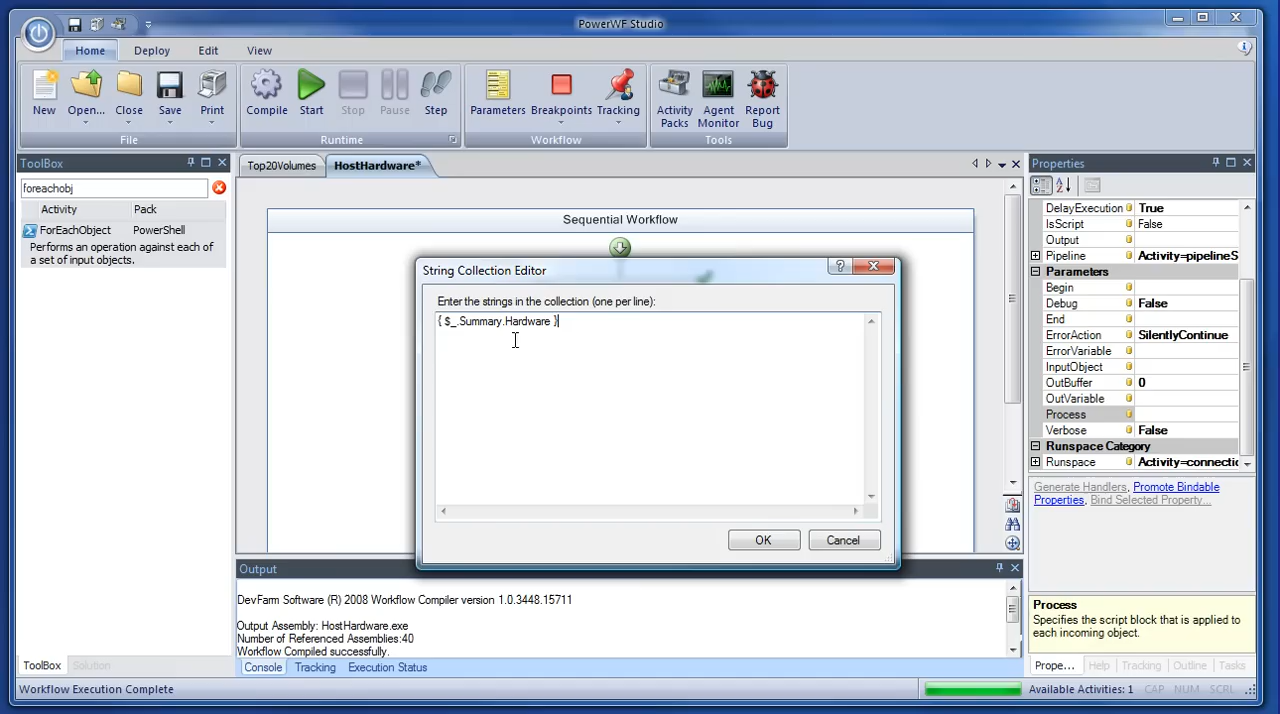 PowerWF Studio
Home Deploy Edit View
New Open... Close Save Print
File
Compile Start Stop Pause Step
Runtime
Parameters Breakpoints Tracking
Workflow
Activity Packs
Agent Monitor
Report Bug
Tools
ToolBox
foreachobj
Activity Pack
ForEachObject PowerShell
Performs an operation against each of
a set of input objects.
ToolBox Solution
Top20Volumes HostHardware*
Sequential Workflow
String Collection Editor
Enter the strings in the collection (one per line):
{ $_.Summary.Hardware }
OK Cancel
Output
DevFarm Software (R) 2008 Workflow Compiler version 1.0.3448.15711
Output Assembly: HostHardware.exe
Number of Referenced Assemblies:40
Workflow Compiled successfully.
Console Tracking Execution Status
Properties
DelayExecution True
IsScript False
Output
Pipeline Activity=pipelineS
Parameters
Begin
Debug False
End
ErrorAction SilentlyContinue
ErrorVariable
InputObject
OutBuffer 0
OutVariable
Process
Verbose False
Runspace Category
Runspace Activity=connectic
Generate Handlers, Promote Bindable
Properties, Bind Selected Property...
Process
Specifies the script block that is applied to
each incoming object.
Prope... Help Tracking Outline Tasks
Workflow Execution Complete
Available Activities: 1 CAP NUM SCRL